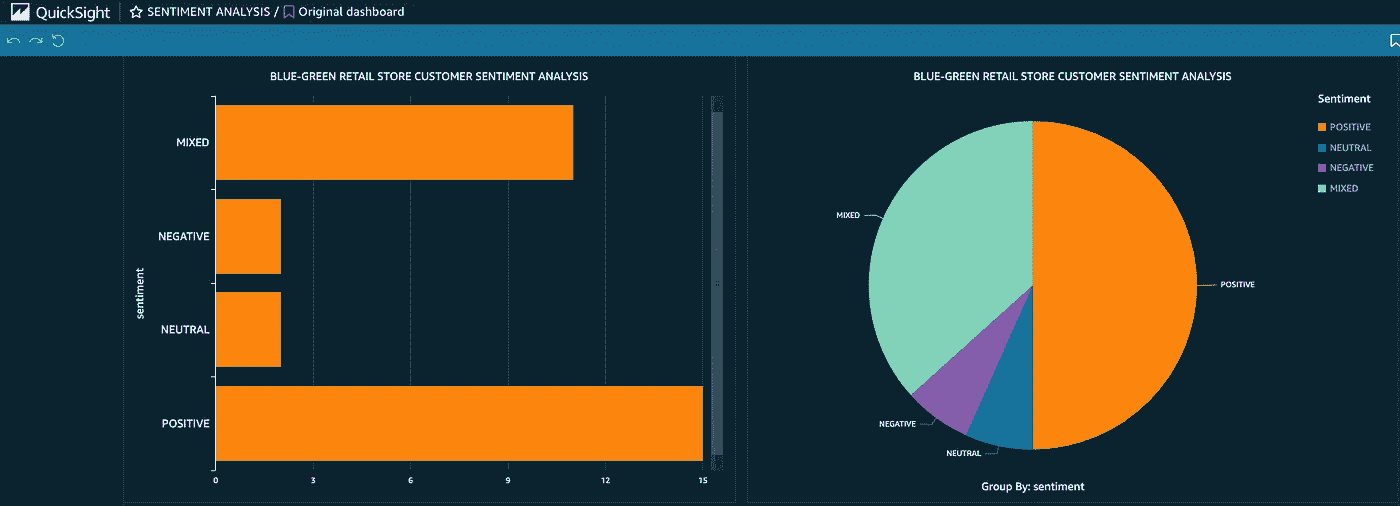 QuickSight
SENTIMENT ANALYSIS / Original dashboard
BLUE-GREEN RETAIL STORE CUSTOMER SENTIMENT ANALYSIS
sentiment
MIXED
NEGATIVE
NEUTRAL
POSITIVE
0 3 6 9 12 15
BLUE-GREEN RETAIL STORE CUSTOMER SENTIMENT ANALYSIS
Sentiment
POSITIVE
NEUTRAL
NEGATIVE
MIXED
MIXED
POSITIVE
NEGATIVE
NEUTRAL
Group By: sentiment